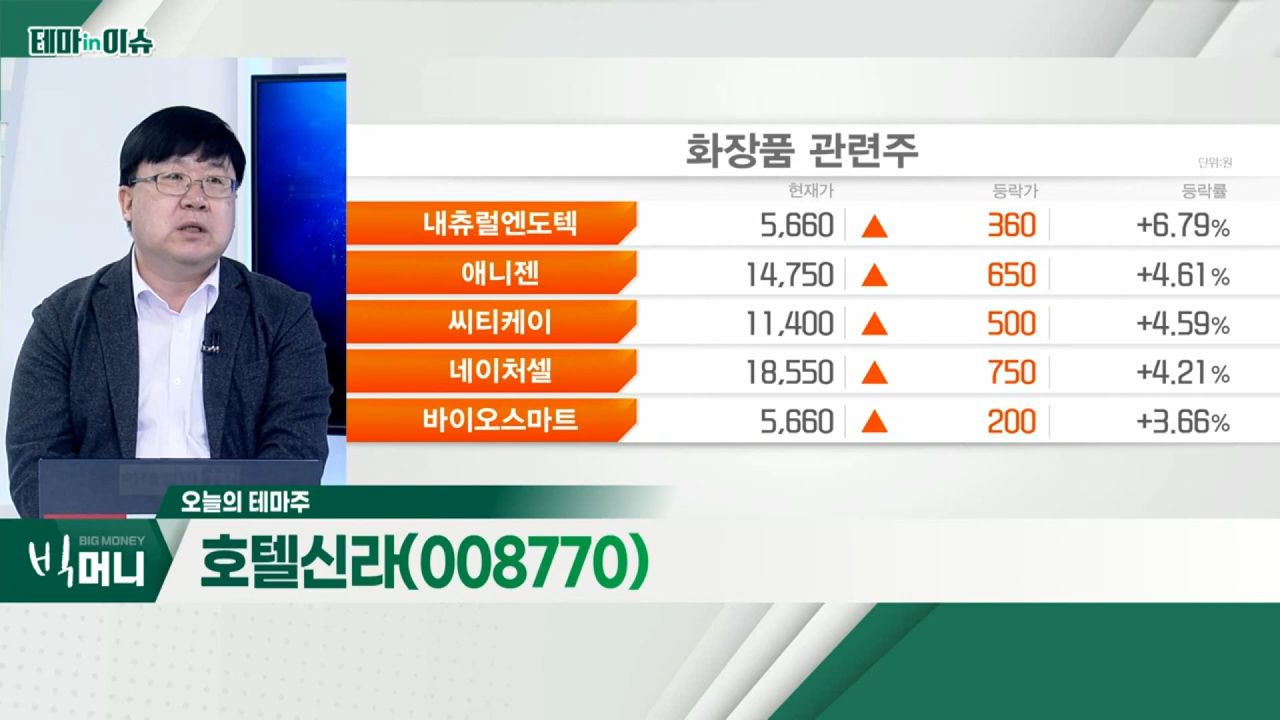 테마in이슈
화장품 관련주
단위:원
현재가 등락가 등락률
내츄럴엔도텍 5,660 ▲ 360 +6.79%
애니젠 14,750 ▲ 650 +4.61%
씨티케이 11,400 ▲ 500 +4.59%
네이처셀 18,550 ▲ 750 +4.21%
바이오스마트 5,660 ▲ 200 +3.66%
오늘의 테마주
BIG MONEY
빅머니
호텔신라(008770)